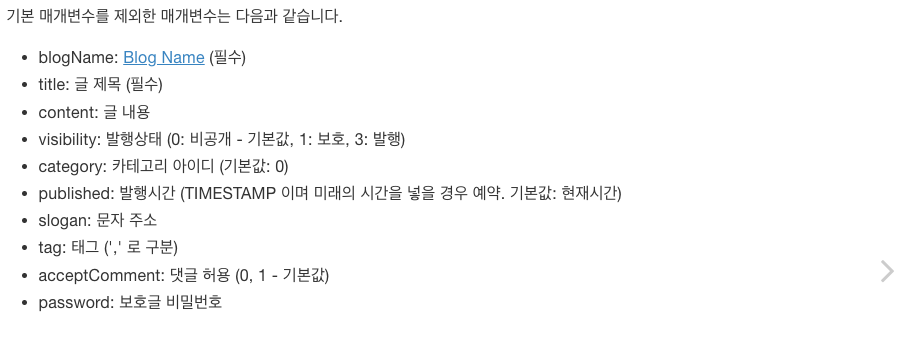 기본 매개변수를 제외한 매개변수는 다음과 같습니다.
• blogName: Blog Name (필수)
• title: 글 제목 (필수)
• content: 글 내용
• visibility: 발행상태 (0: 비공개 - 기본값, 1: 보호, 3: 발행)
• category: 카테고리 아이디 (기본값: 0)
• published: 발행시간 (TIMESTAMP 이며 미래의 시간을 넣을 경우 예약. 기본값: 현재시간)
• slogan: 문자 주소
• tag: 태그 (',' 로 구분)
• acceptComment: 댓글 허용 (0, 1 - 기본값)
• password: 보호글 비밀번호